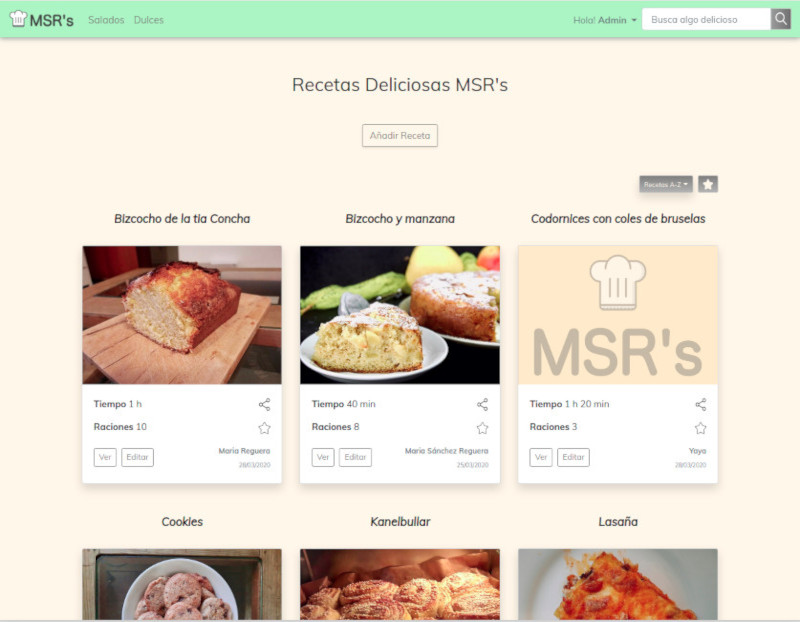 MSR's Salados Dulces Hola! Admin Busca algo delicioso
Recetas Deliciosas MSR's
Añadir Receta
Recetas A-Z
Bizcocho de la tia Concha
Bizcocho y manzana
Codornices con coles de bruselas
MSR's
Tiempo 1 h
Raciones 10
Ver Editar
Maria Reguera
28/03/2020
Tiempo 40 min
Raciones 8
Ver Editar
Maria Sánchez Reguera
25/03/2020
Tiempo 1 h 20 min
Raciones 3
Ver Editar
Yaya
28/03/2020
Cookies
Kanelbullar
Lasaña